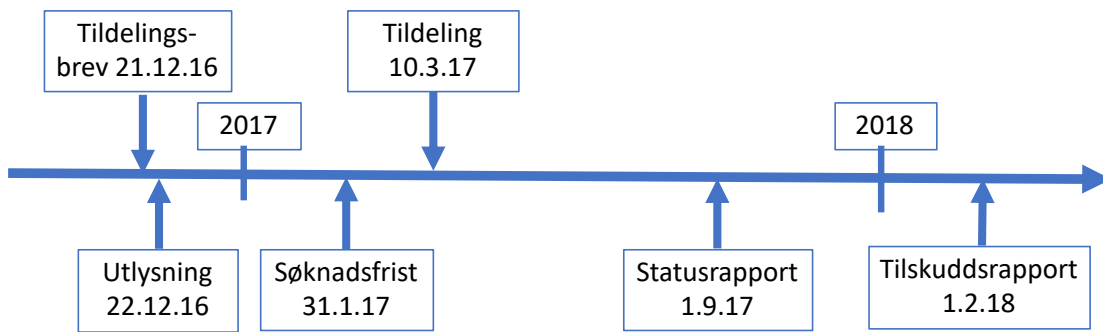 Tildelings-
brev 21.12.16
Tildeling
10.3.17
2017
2018
Utlysning
22.12.16
Søknadsfrist
31.1.17
Statusrapport
1.9.17
Tilskuddsrapport
1.2.18